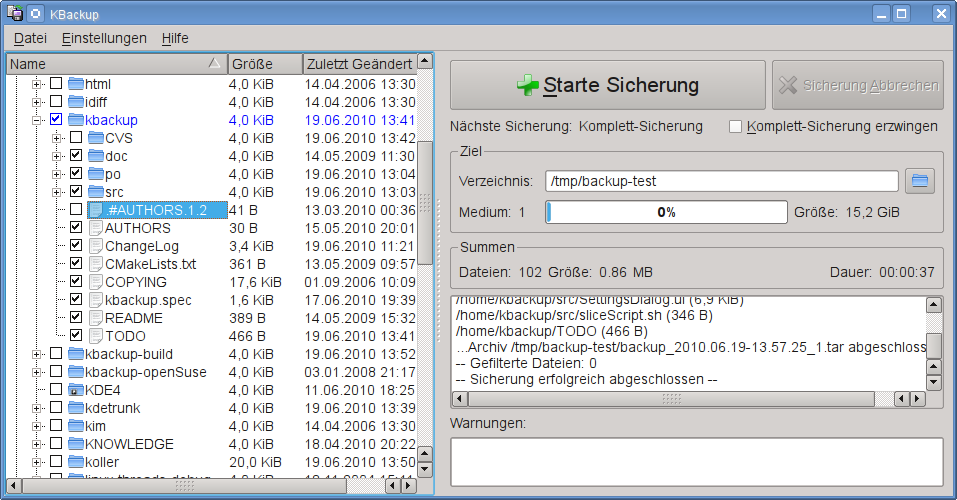 KBackup
Datei Einstellungen Hilfe
Name Größe Zuletzt Geändert
html 4,0 KiB 14.04.2006 13:30
idiff 4,0 KiB 14.04.2006 13:30
kbackup 4,0 KiB 19.06.2010 13:41
CVS 4,0 KiB 19.06.2010 13:42
doc 4,0 KiB 14.05.2009 11:30
po 4,0 KiB 19.06.2010 13:04
src 4,0 KiB 19.06.2010 13:03
.#AUTHORS.1.2 41 B 13.03.2010 00:36
AUTHORS 30 B 15.05.2010 20:01
ChangeLog 3,4 KiB 19.06.2010 11:21
CMakeLists.txt 361 B 13.05.2009 09:57
COPYING 17,6 KiB 01.09.2006 10:09
kbackup.spec 1,6 KiB 17.06.2010 19:39
README 389 B 14.05.2009 15:32
TODO 466 B 19.06.2010 13:41
kbackup-build 4,0 KiB 19.06.2010 13:52
kbackup-openSuse 4,0 KiB 03.01.2008 21:17
KDE4 4,0 KiB 11.06.2010 18:25
kdetrunk 4,0 KiB 19.06.2010 13:39
kim 4,0 KiB 14.06.2006 13:30
KNOWLEDGE 4,0 KiB 18.04.2010 20:22
koller 20,0 KiB 19.06.2010 13:50
Starte Sicherung
Sicherung Abbrechen
Nächste Sicherung: Komplett-Sicherung Komplett-Sicherung erzwingen
Ziel
Verzeichnis: /tmp/backup-test
Medium: 1 0% Größe: 15,2 GiB
Summen
Dateien: 102 Größe: 0.86 MB Dauer: 00:00:37
/home/kbackup/src/SettingsDialog.ui (6,9 KiB)
/home/kbackup/src/sliceScript.sh (346 B)
/home/kbackup/TODO (466 B)
...Archiv /tmp/backup-test/backup_2010.06.19-13.57.25_1.tar abgeschloss
-- Gefilterte Dateien: 0
-- Sicherung erfolgreich abgeschlossen --
Warnungen: